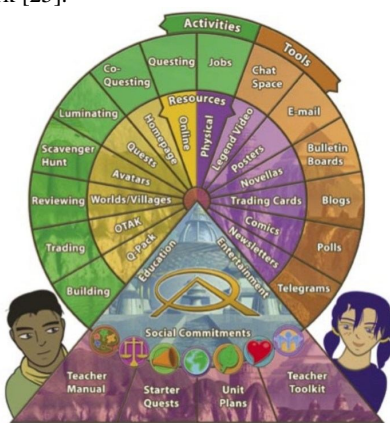 k [25].
Activities
Tools
Questing
Jobs
Co-
Questing
Chat
Space
Luminating
E-mail
Scavenger
Hunt
Bulletin
Boards
Reviewing
Blogs
Trading
Polls
Building
Telegrams
Resources
Online
Physical
Homepage
Legend Video
Quests
Posters
Avatars
Novellas
Worlds/Villages
Trading Cards
OTAK
Comics
Q-Pack
Newsletters
Education
Entertainment
Social Commitments
Teacher
Manual
Starter
Quests
Unit
Plans
Teacher
Toolkit